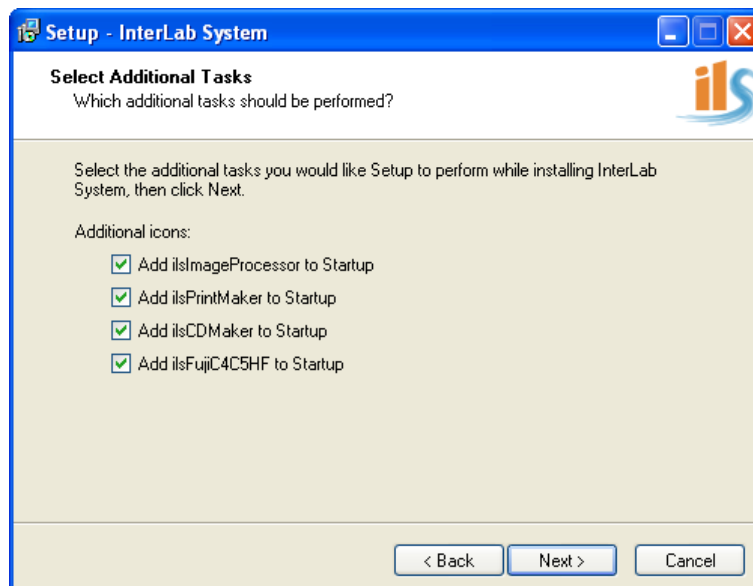 Setup - InterLab System
Select Additional Tasks
Which additional tasks should be performed?
ils
Select the additional tasks you would like Setup to perform while installing InterLab
System, then click Next.
Additional icons:
Add ilsImageProcessor to Startup
Add ilsPrintMaker to Startup
Add ilsCDMaker to Startup
Add ilsFujiC4C5HF to Startup
< Back
Next >
Cancel